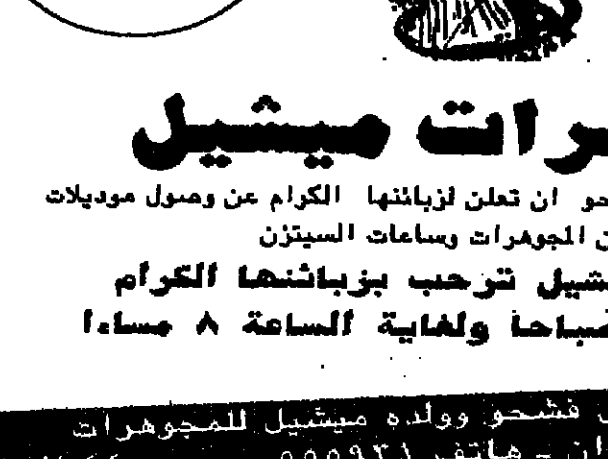 رات ميشيل
حو ان تعلن لزبائنها الكرام عن وصول موديلات
ن المجوهرات وساعات السيتزن
شيل ترحب بزبائنها الكرام
صباحا ولغاية الساعة ٨ مساءا
فشحو وولده ميشيل للمجوهرات
ان - هاتف